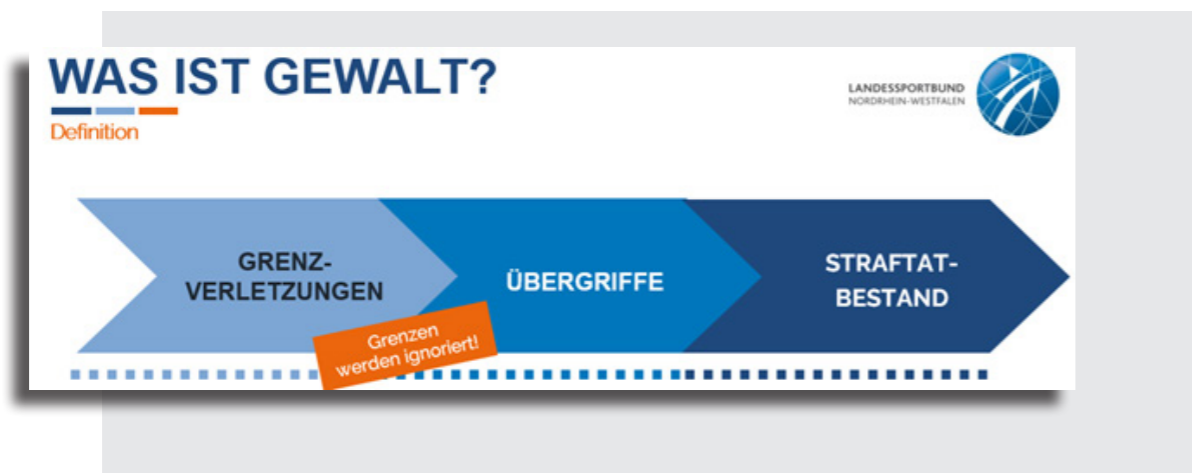 WAS IST GEWALT?
Definition
LANDESSPORTBUND
NORDRHEIN-WESTFALEN
GRENZ-
VERLETZUNGEN
ÜBERGRIFFE
STRAFTAT-
BESTAND
Grenzen
werden ignoriert!